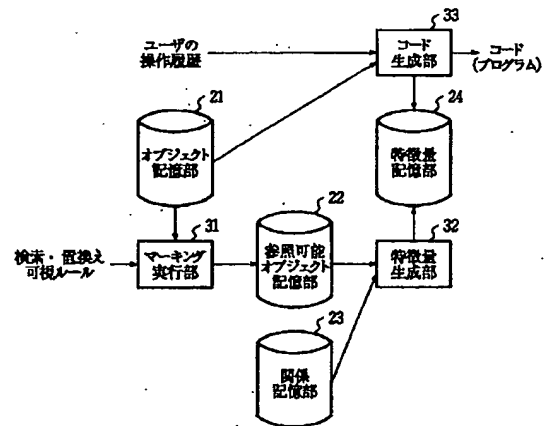 33
ユーザの
操作履歴
コード
生成部
コード
(プログラム)
21
24
オブジェクト
記憶部
特徴量
記憶部
31
22
32
検索・置換え
可視ルール
マーキング
実行部
参照可能
オブジェクト
記憶部
特徴量
生成部
23
関係
記憶部